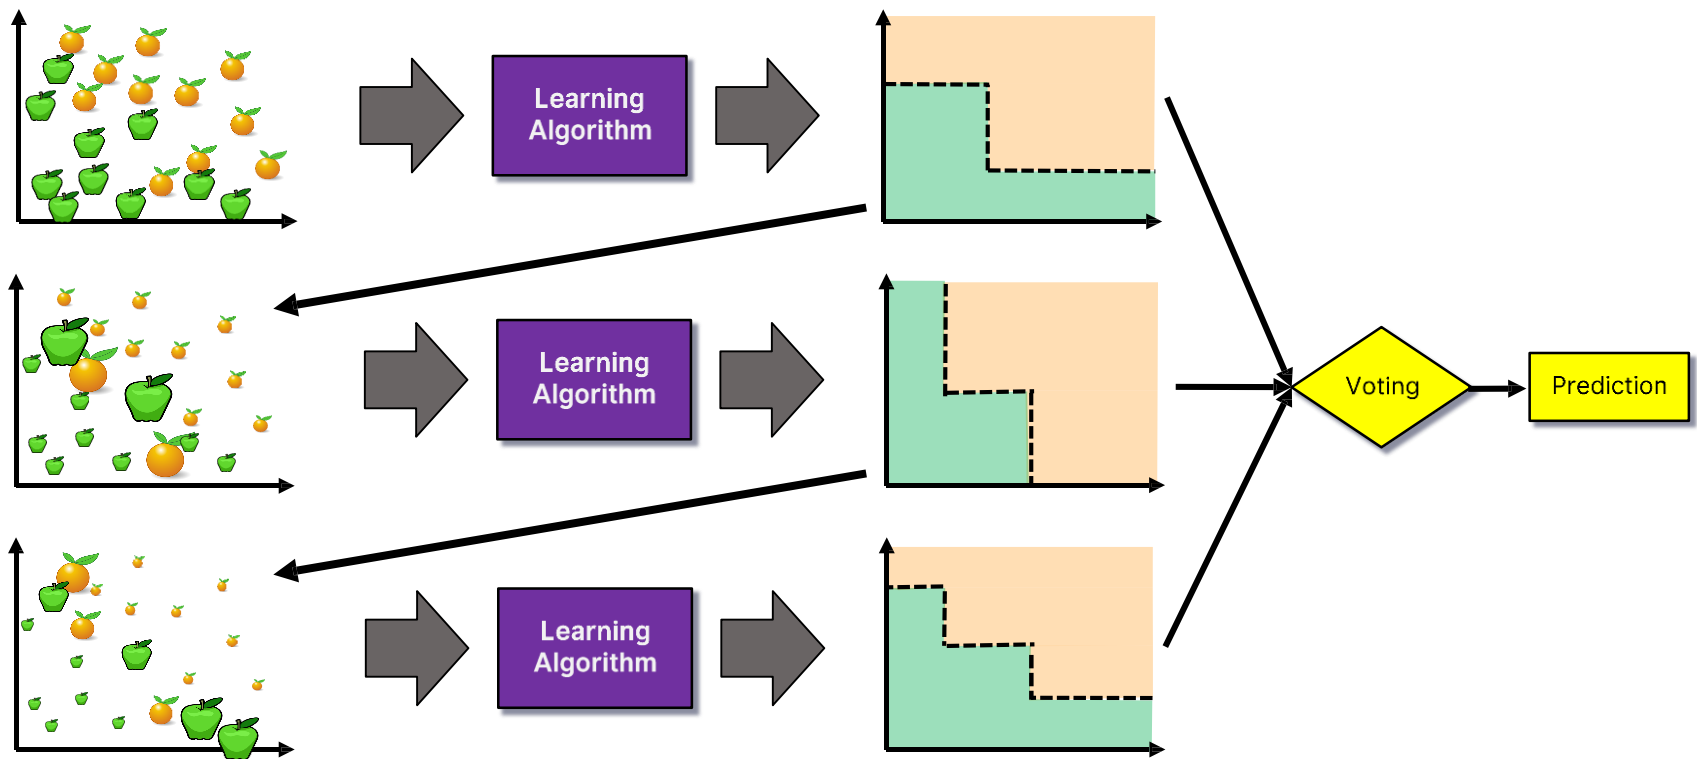 Learning
Algorithm
Learning
Algorithm
Voting
Prediction
Learning
Algorithm